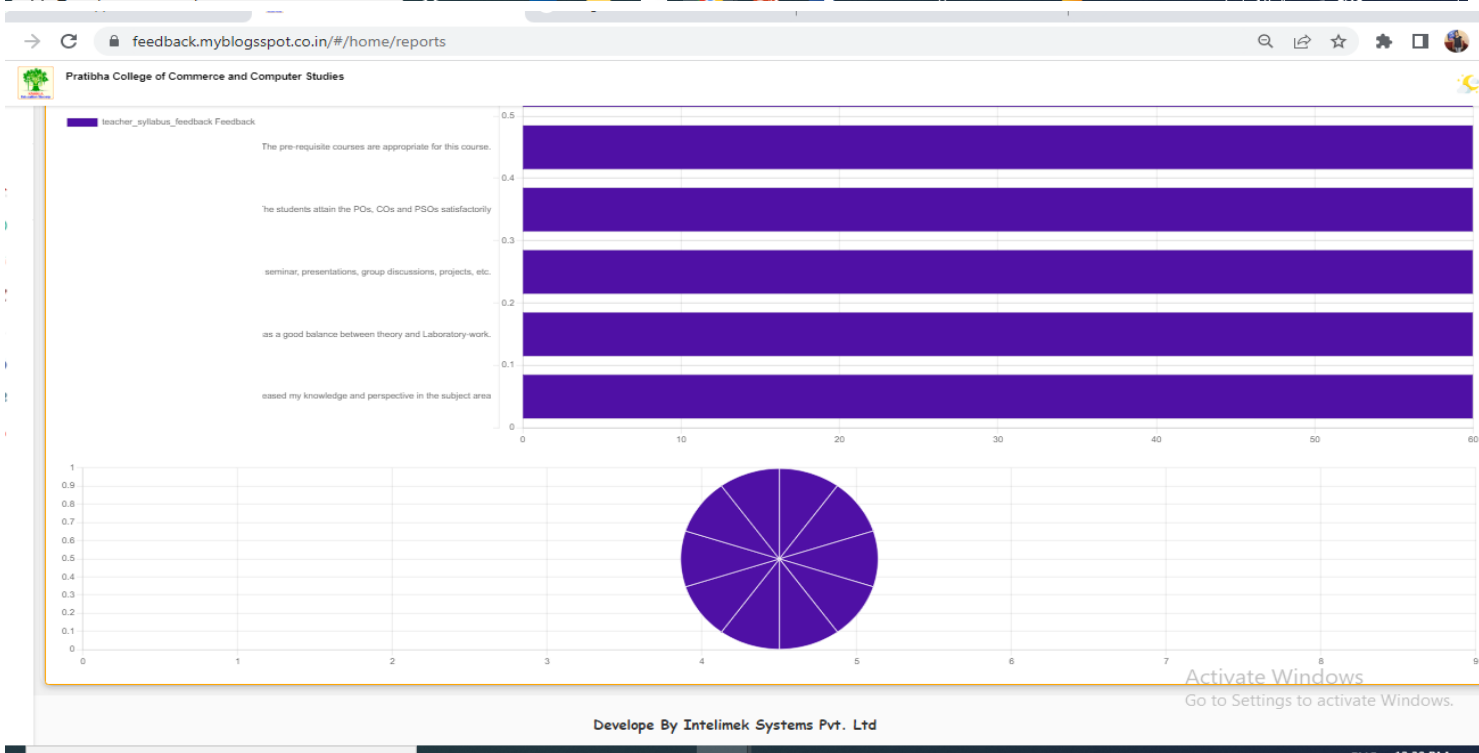 feedback.myblogsspot.co.in/#/home/reports
Pratibha College of Commerce and Computer Studies
teacher_syllabus_feedback Feedback
0.5
The pre-requisite courses are appropriate for this course.
0.4
he students attain the POs, COs and PSOs satisfactorily
0.3
seminar, presentations, group discussions, projects, etc.
0.2
as a good balance between theory and Laboratory-work.
0.1
eased my knowledge and perspective in the subject area
0
0 10 20 30 40 50 60
1
0.9
0.8
0.7
0.6
0.5
0.4
0.3
0.2
0.1
0
0 1 2 3 4 5 6 7 8 9
Activate Windows
Go to Settings to activate Windows.
Develope By Intelimek Systems Pvt. Ltd